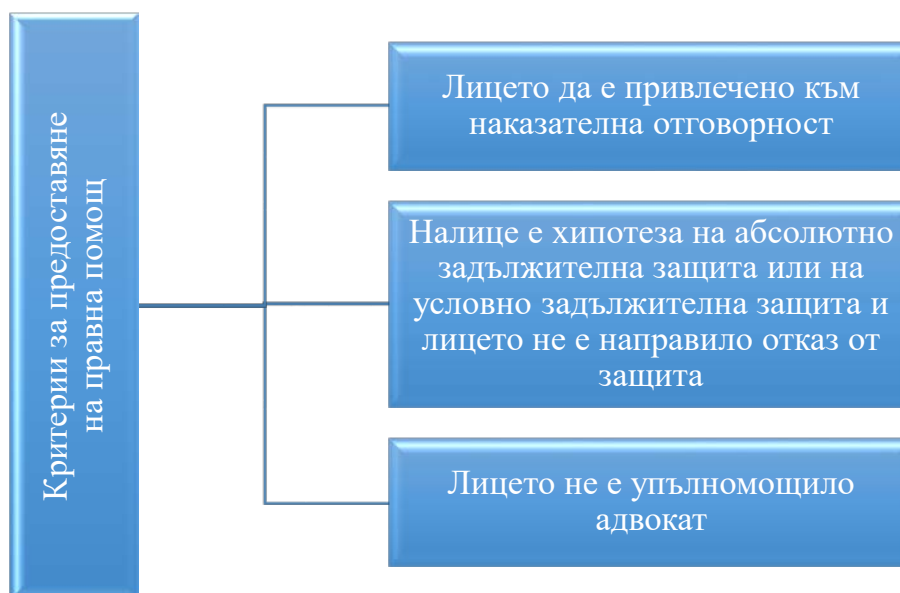 Критерии за предоставяне
на правна помощ
Лицето да е привлечено към
наказателна отговорност
Налице е хипотеза на абсолютно
задължителна защита или на
условно задължителна защита и
лицето не е направило отказ от
защита
Лицето не е упълномощило
адвокат